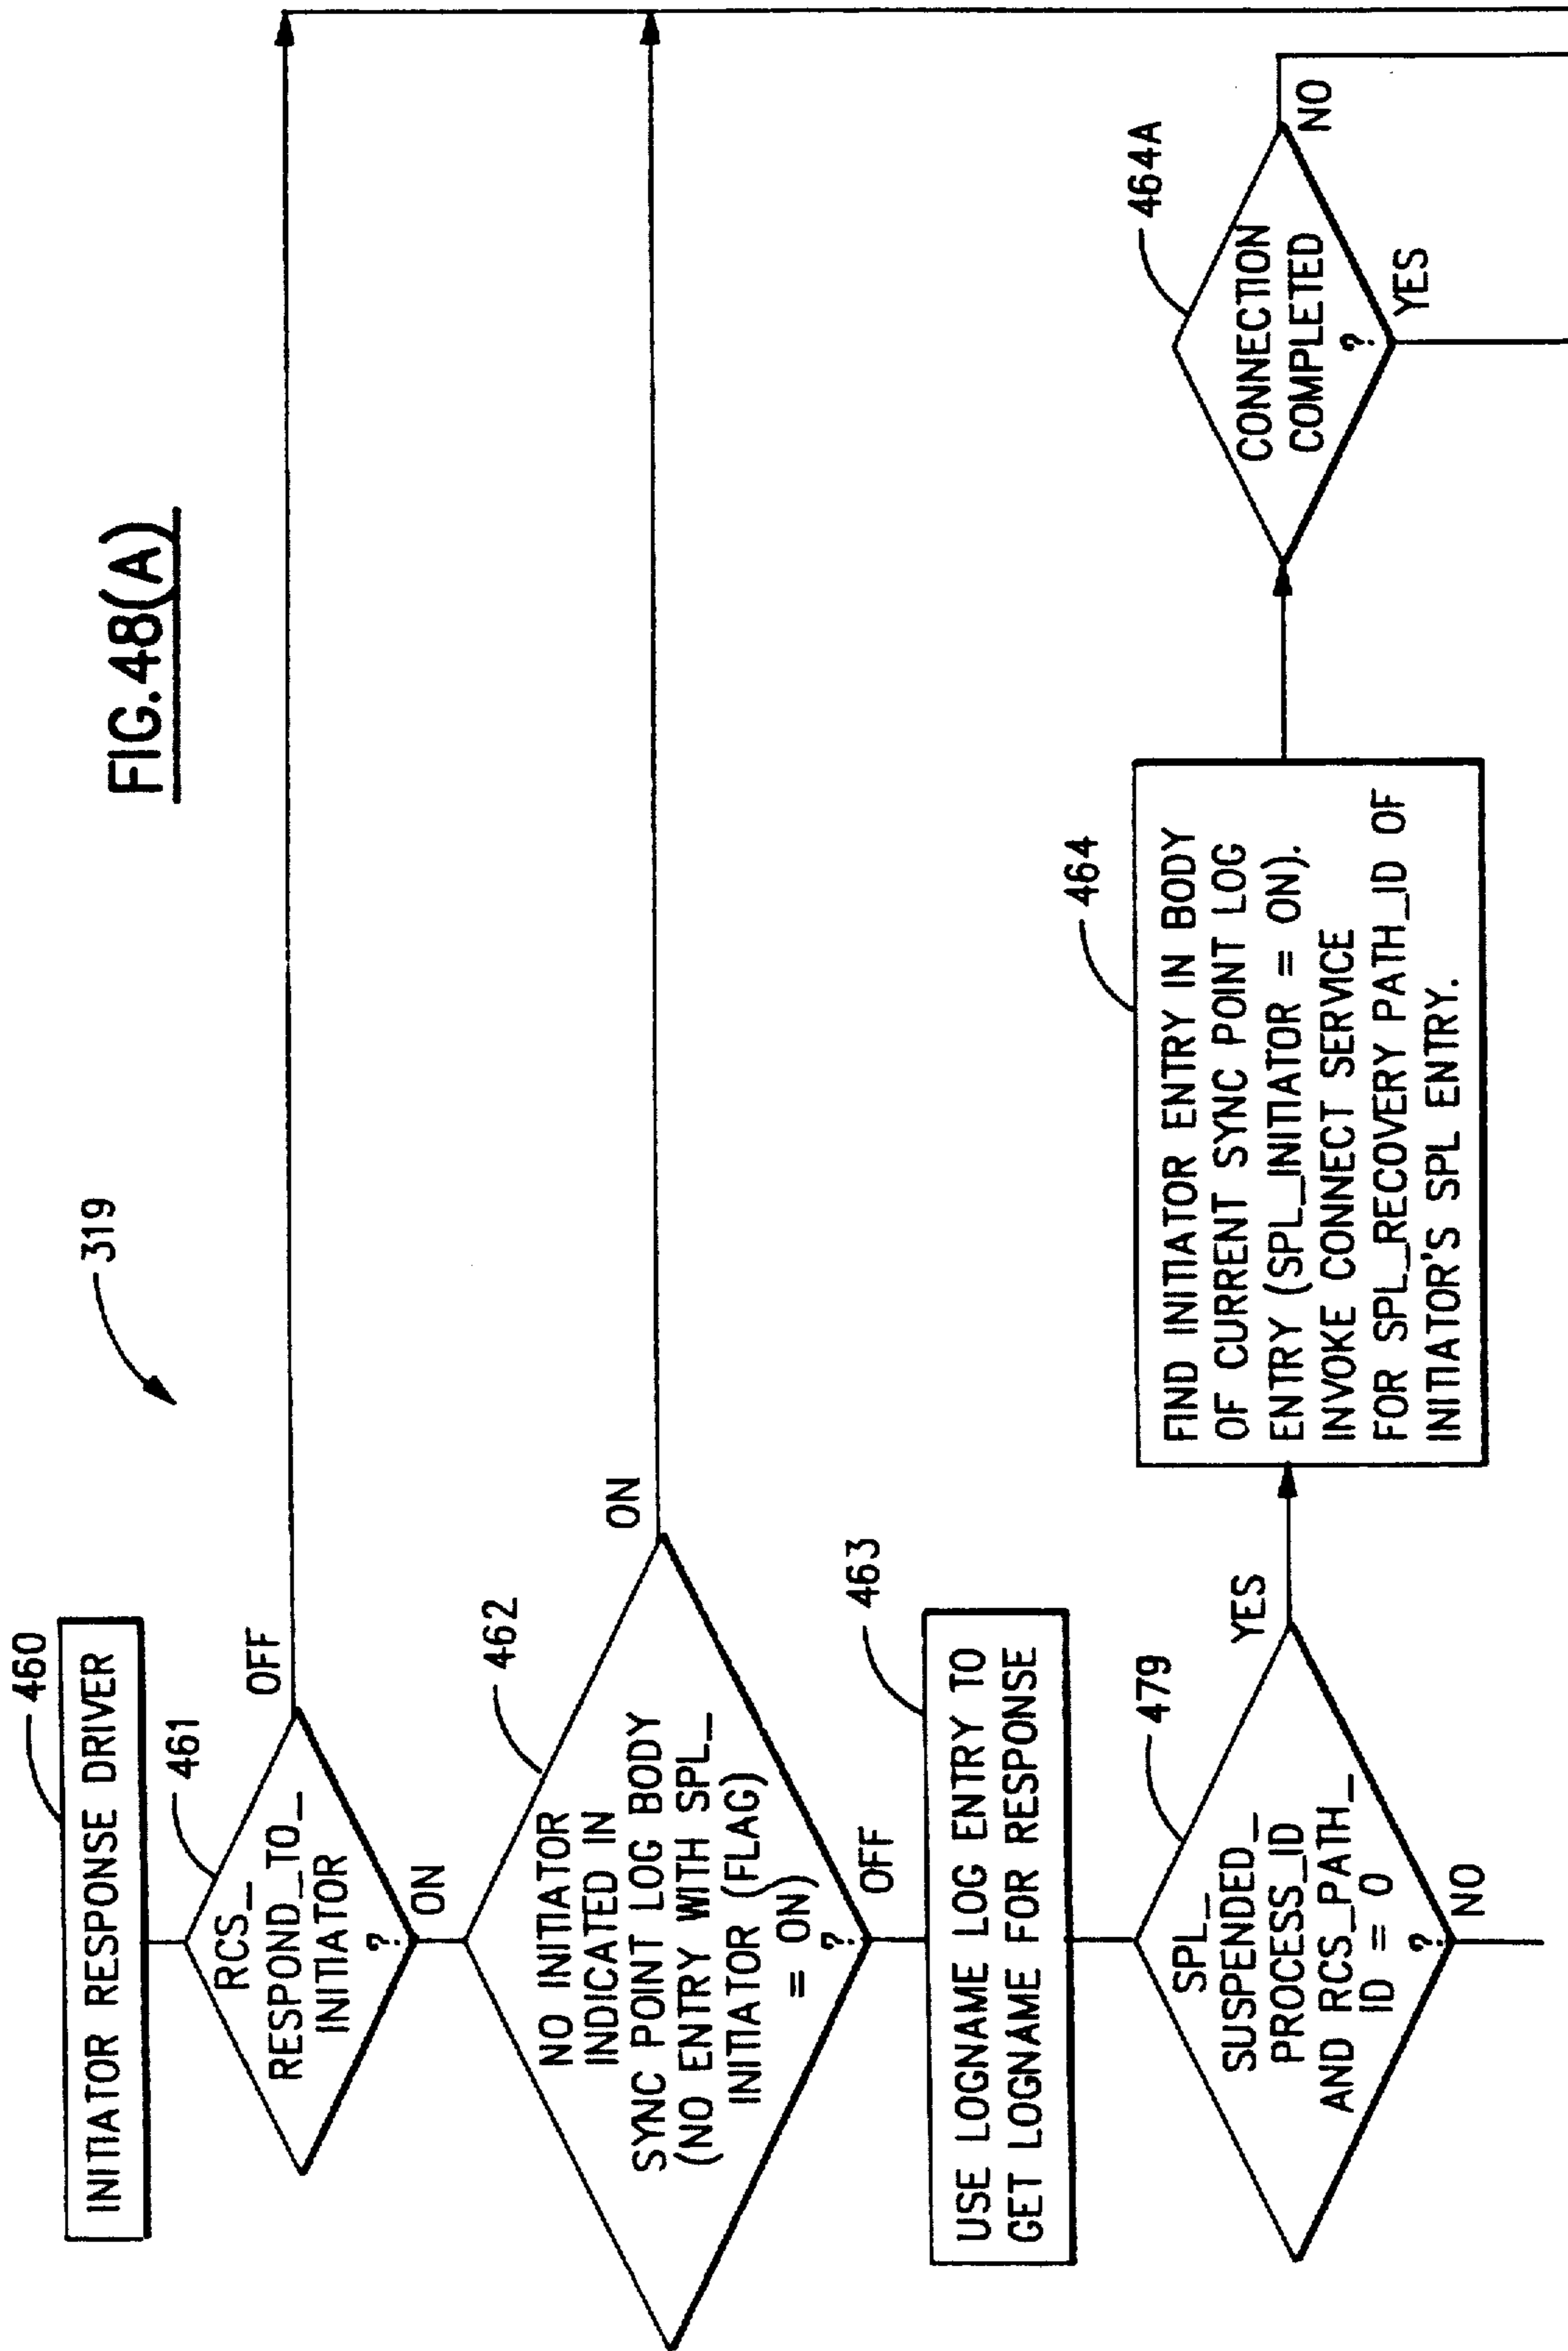 FIG.48(A)
319
460
INITIATOR RESPONSE DRIVER
461
RCS_
RESPOND_TO_
INITIATOR
?
OFF
ON
462
NO INITIATOR
INDICATED IN
SYNC POINT LOG BODY
(NO ENTRY WITH SPL_
INITIATOR (FLAG)
= ON)
?
ON
OFF
463
USE LOGNAME LOG ENTRY TO
GET LOGNAME FOR RESPONSE
479
SPL_
SUSPENDED_
PROCESS_ID
AND RCS_PATH_
ID = 0
?
YES
NO
464
FIND INITIATOR ENTRY IN BODY
OF CURRENT SYNC POINT LOG
ENTRY (SPL_INITIATOR = ON).
INVOKE CONNECT SERVICE
FOR SPL_RECOVERY PATH_ID OF
INITIATOR'S SPL ENTRY.
464A
CONNECTION
COMPLETED
?
NO
YES